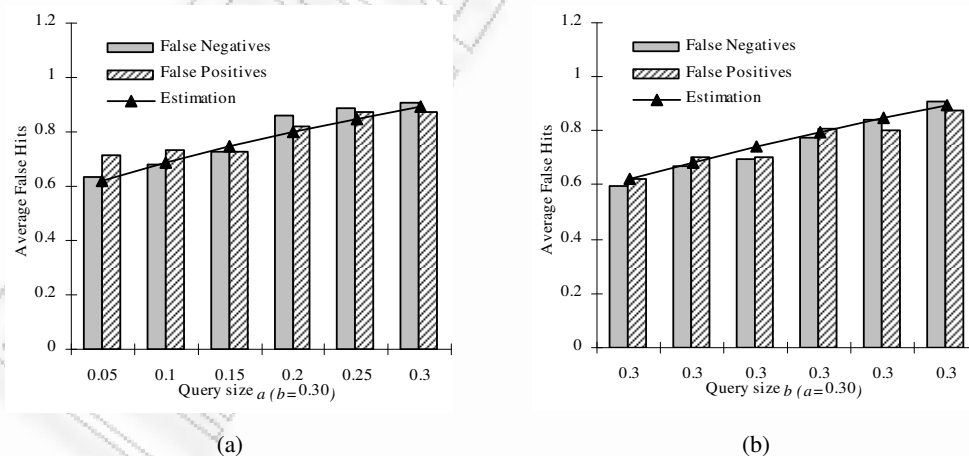 1.2
1
0.8
0.6
0.4
0.2
0
Average False Hits
False Negatives
False Positives
Estimation
0.05 0.1 0.15 0.2 0.25 0.3
Query size a (b=0.30)
(a)
1.2
1
0.8
0.6
0.4
0.2
0
Average False Hits
False Negatives
False Positives
Estimation
0.3 0.3 0.3 0.3 0.3 0.3
Query size b (a=0.30)
(b)